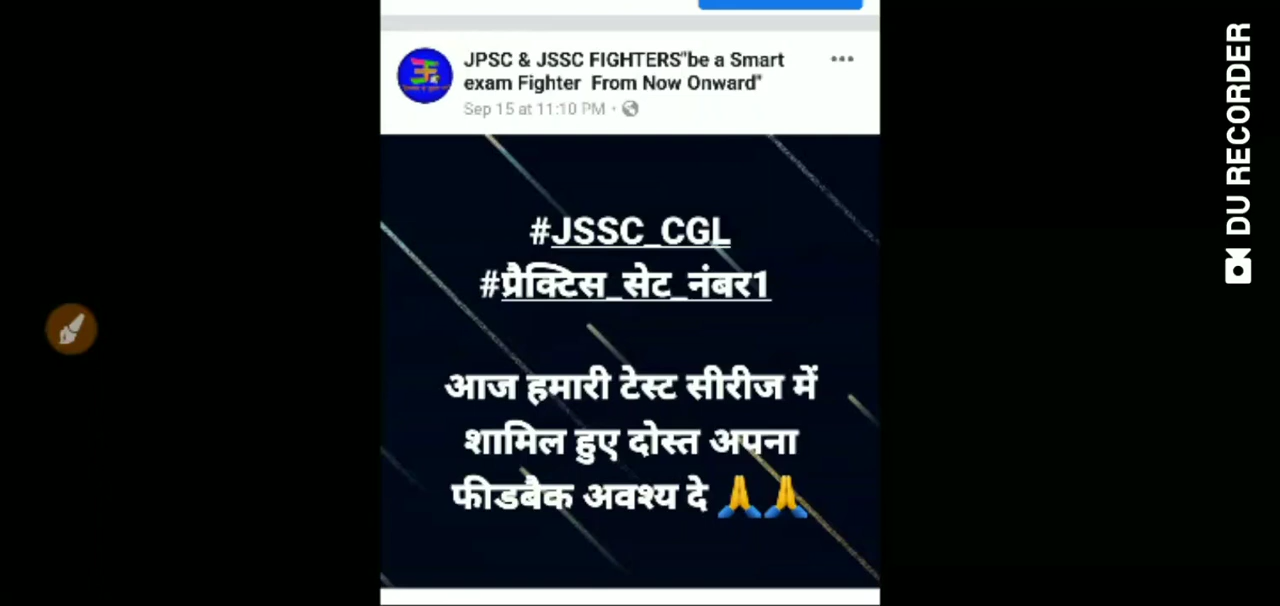 JPSC & JSSC FIGHTERS"be a Smart
exam Fighter From Now Onward"
Sep 15 at 11:10 PM ·
#JSSC_CGL
#प्रैक्टिस_सेट_नंबर1
आज हमारी टेस्ट सीरीज में
शामिल हुए दोस्त अपना
फीडबैक अवश्य दे 🙏🙏
DU RECORDER